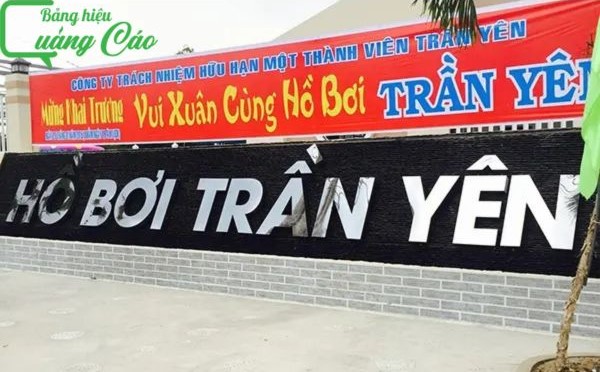 Bảng hiệu
Quảng Cáo
CÔNG TY TRÁCH NHIỆM HỮU HẠN MỘT THÀNH VIÊN TRẦN YÊN
Mừng Khai Trương
Vui Xuân Cùng Hồ Bơi
TRẦN YÊN
HỒ BƠI TRẦN YÊN